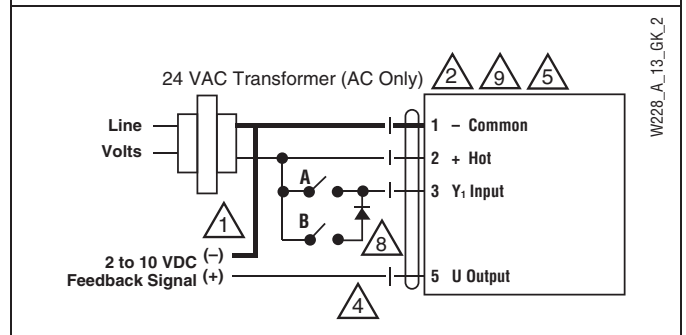 W228_A_13_GK_2
24 VAC Transformer (AC Only)
2
9
5
Line
Volts
1 – Common
2 + Hot
A
3 Y₁ Input
B
1
8
2 to 10 VDC (–)
Feedback Signal (+)
5 U Output
4